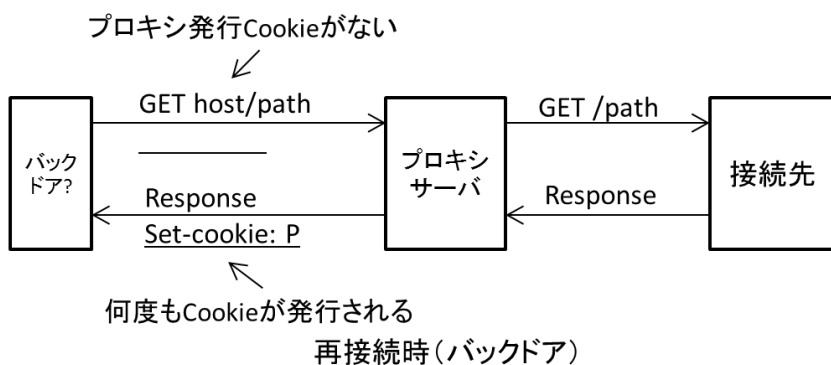 プロキシ発行Cookieがない
GET host/path
GET /path
バック
ドア?
プロキシ
サーバ
接続先
Response
Response
Set-cookie: P
何度もCookieが発行される
再接続時(バックドア)